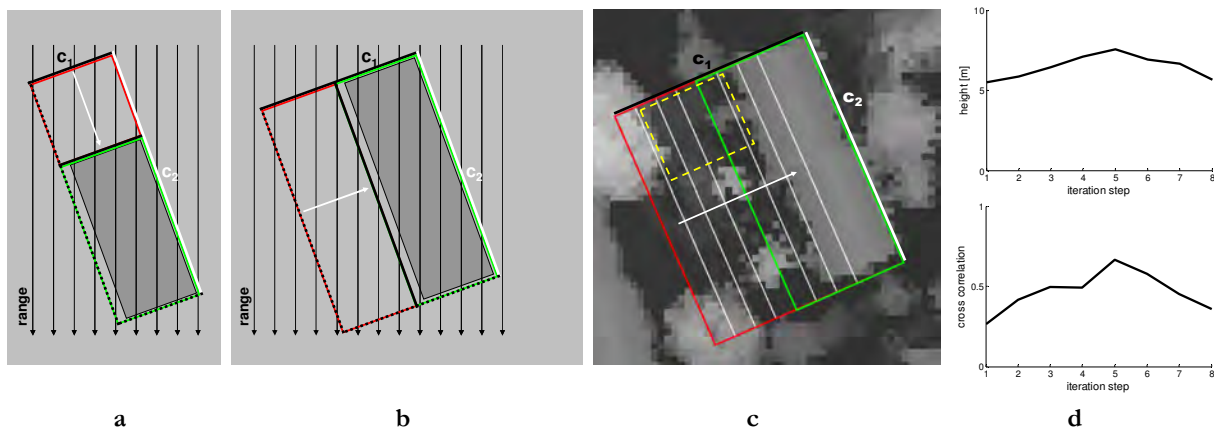 c1
c2
range
a
c1
c2
range
b
c1
c2
c
10
5
0
height [m]
1 2 3 4 5 6 7 8
iteration step
1
0.5
0
cross correlation
1 2 3 4 5 6 7 8
iteration step
d